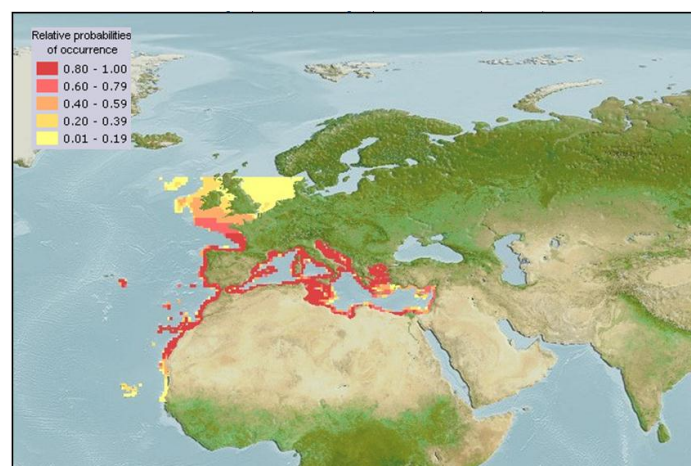 Relative probabilities
of occurrence
0.80 - 1.00
0.60 - 0.79
0.40 - 0.59
0.20 - 0.39
0.01 - 0.19